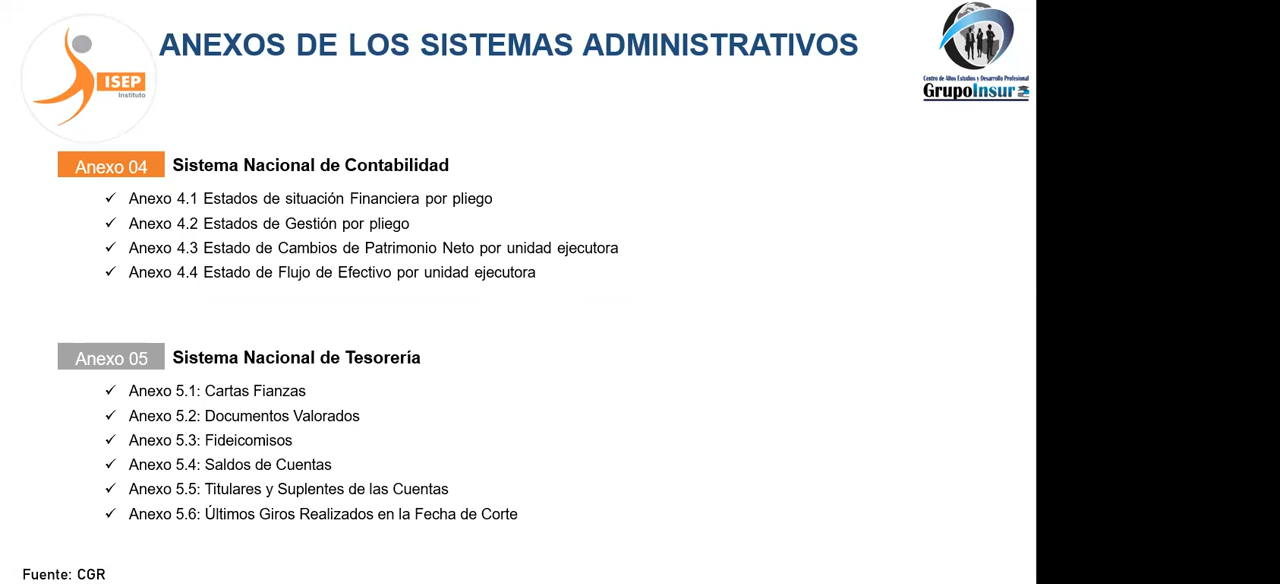 ANEXOS DE LOS SISTEMAS ADMINISTRATIVOS
ISEP
Instituto
Centro de Altos Estudios y Desarrollo Profesional
GrupoInsur
Anexo 04 Sistema Nacional de Contabilidad
✓ Anexo 4.1 Estados de situación Financiera por pliego
✓ Anexo 4.2 Estados de Gestión por pliego
✓ Anexo 4.3 Estado de Cambios de Patrimonio Neto por unidad ejecutora
✓ Anexo 4.4 Estado de Flujo de Efectivo por unidad ejecutora
Anexo 05 Sistema Nacional de Tesorería
✓ Anexo 5.1: Cartas Fianzas
✓ Anexo 5.2: Documentos Valorados
✓ Anexo 5.3: Fideicomisos
✓ Anexo 5.4: Saldos de Cuentas
✓ Anexo 5.5: Titulares y Suplentes de las Cuentas
✓ Anexo 5.6: Últimos Giros Realizados en la Fecha de Corte
Fuente: CGR